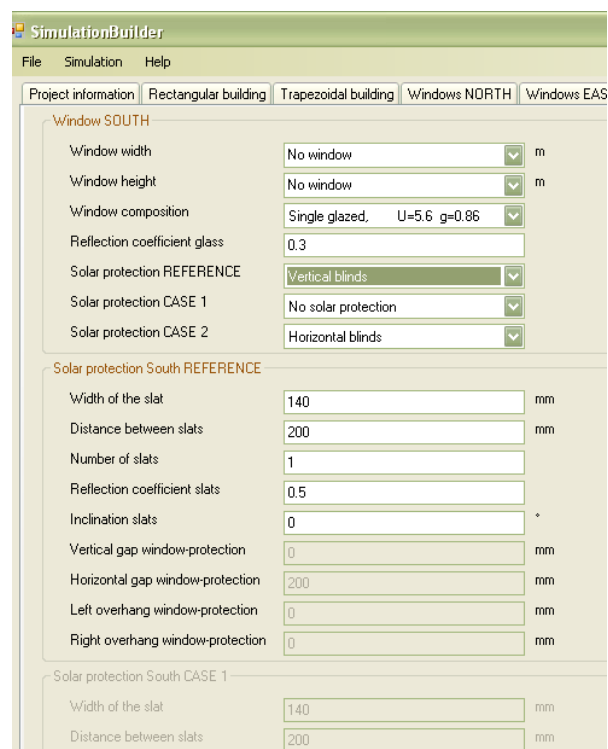 SimulationBuilder
File Simulation Help
Project information Rectangular building Trapezoidal building Windows NORTH Windows EAS
Window SOUTH
Window width No window m
Window height No window m
Window composition Single glazed, U=5.6 g=0.86
Reflection coefficient glass 0.3
Solar protection REFERENCE Vertical blinds
Solar protection CASE 1 No solar protection
Solar protection CASE 2 Horizontal blinds
Solar protection South REFERENCE
Width of the slat 140 mm
Distance between slats 200 mm
Number of slats 1
Reflection coefficient slats 0.5
Inclination slats 0 °
Vertical gap window-protection 0 mm
Horizontal gap window-protection 200 mm
Left overhang window-protection 0 mm
Right overhang window-protection 0 mm
Solar protection South CASE 1
Width of the slat 140 mm
Distance between slats 200 mm